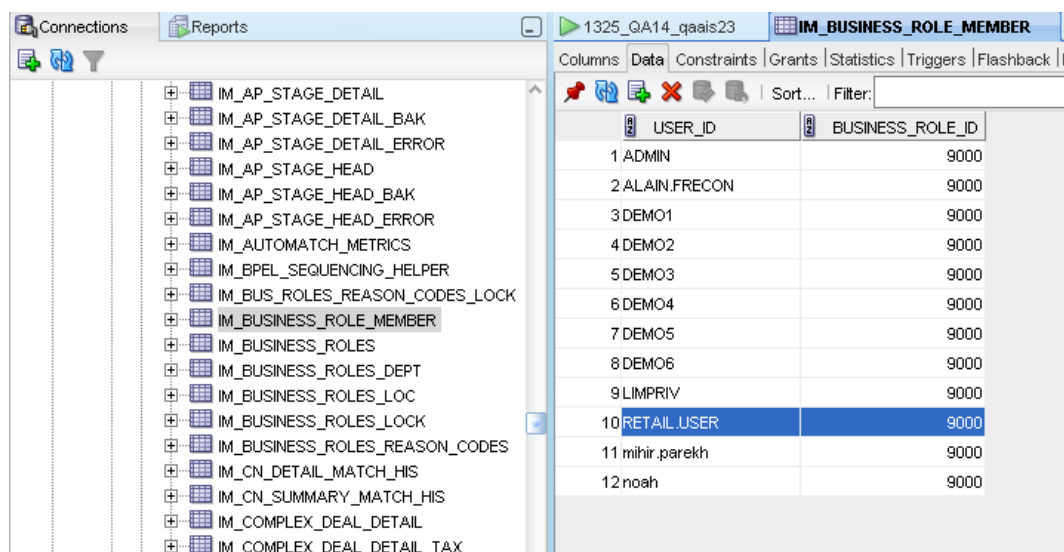 Connections
Reports
IM_AP_STAGE_DETAIL
IM_AP_STAGE_DETAIL_BAK
IM_AP_STAGE_DETAIL_ERROR
IM_AP_STAGE_HEAD
IM_AP_STAGE_HEAD_BAK
IM_AP_STAGE_HEAD_ERROR
IM_AUTOMATCH_METRICS
IM_BPEL_SEQUENCING_HELPER
IM_BUS_ROLES_REASON_CODES_LOCK
IM_BUSINESS_ROLE_MEMBER
IM_BUSINESS_ROLES
IM_BUSINESS_ROLES_DEPT
IM_BUSINESS_ROLES_LOC
IM_BUSINESS_ROLES_LOCK
IM_BUSINESS_ROLES_REASON_CODES
IM_CN_DETAIL_MATCH_HIS
IM_CN_SUMMARY_MATCH_HIS
IM_COMPLEX_DEAL_DETAIL
IM_COMPLEX_DEAL_DETAIL_TAX
1325_QA14_qaais23 IM_BUSINESS_ROLE_MEMBER
Columns Data Constraints Grants Statistics Triggers Flashback
Sort... Filter:
USER_ID BUSINESS_ROLE_ID
1 ADMIN 9000
2 ALAIN.FRECON 9000
3 DEMO1 9000
4 DEMO2 9000
5 DEMO3 9000
6 DEMO4 9000
7 DEMO5 9000
8 DEMO6 9000
9 LIMPRIV 9000
10 RETAIL.USER 9000
11 mihir.parekh 9000
12 noah 9000